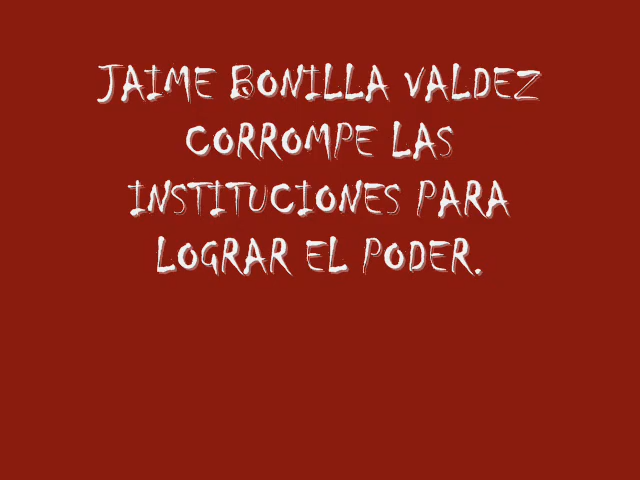 JAIME BONILLA VALDEZ
CORROMPE LAS
INSTITUCIONES PARA
LOGRAR EL PODER.